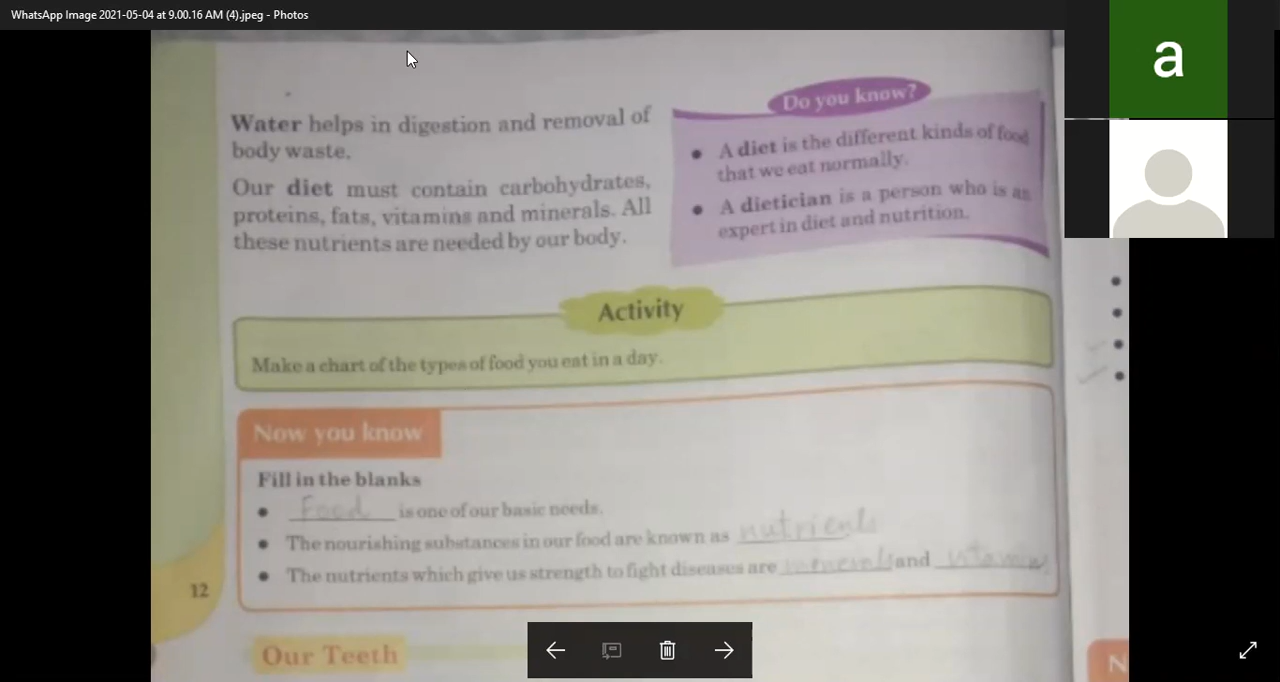 WhatsApp Image 2021-05-04 at 9.00.16 AM (4).jpeg - Photos
a
Water helps in digestion and removal of
body waste.
Our diet must contain carbohydrates,
proteins, fats, vitamins and minerals. All
these nutrients are needed by our body.
Do you know?
• A diet is the different kinds of food
that we eat normally.
• A dietician is a person who is an
expert in diet and nutrition.
Activity
Make a chart of the types of food you eat in a day.
Now you know
Fill in the blanks
• Food is one of our basic needs.
• The nourishing substances in our food are known as nutrients
• The nutrients which give us strength to fight diseases are minerals and vitamins
12
Our Teeth
N